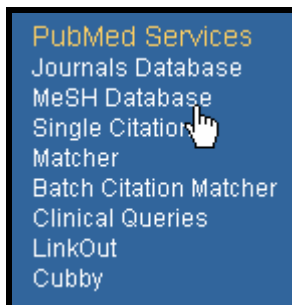 PubMed Services
Journals Database
MeSH Database
Single Citation
Matcher
Batch Citation Matcher
Clinical Queries
LinkOut
Cubby